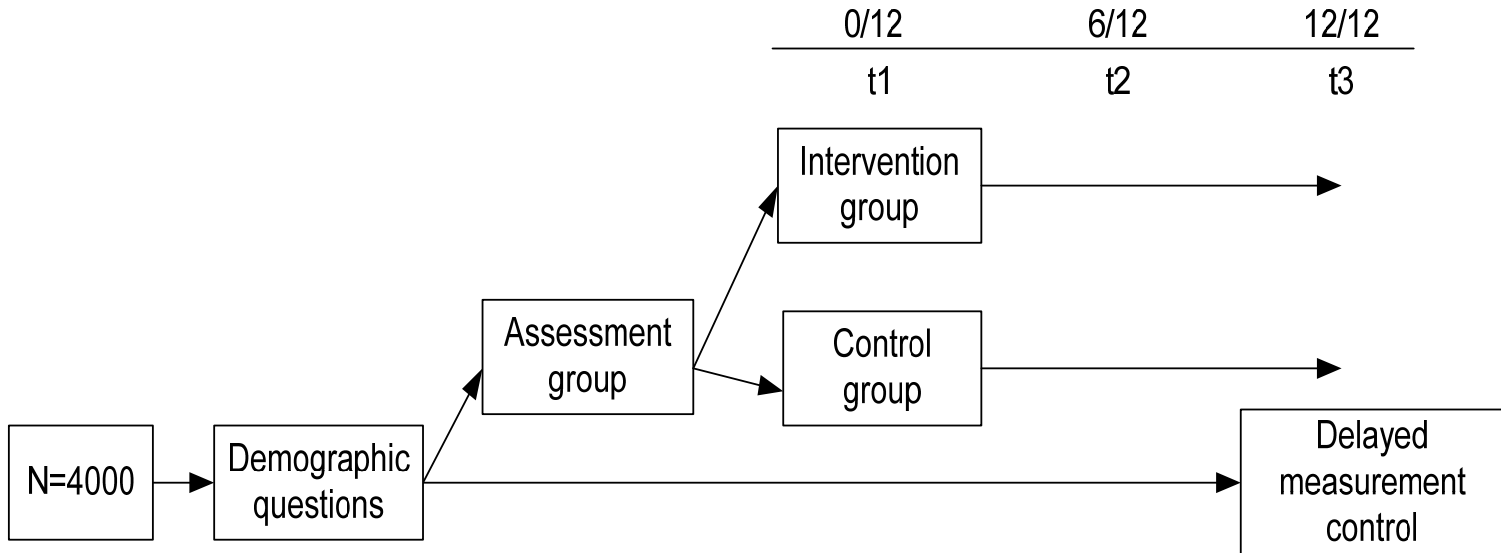 0/12 6/12 12/12
t1 t2 t3
Intervention
group
Assessment
group
Control
group
N=4000
Demographic
questions
Delayed
measurement
control